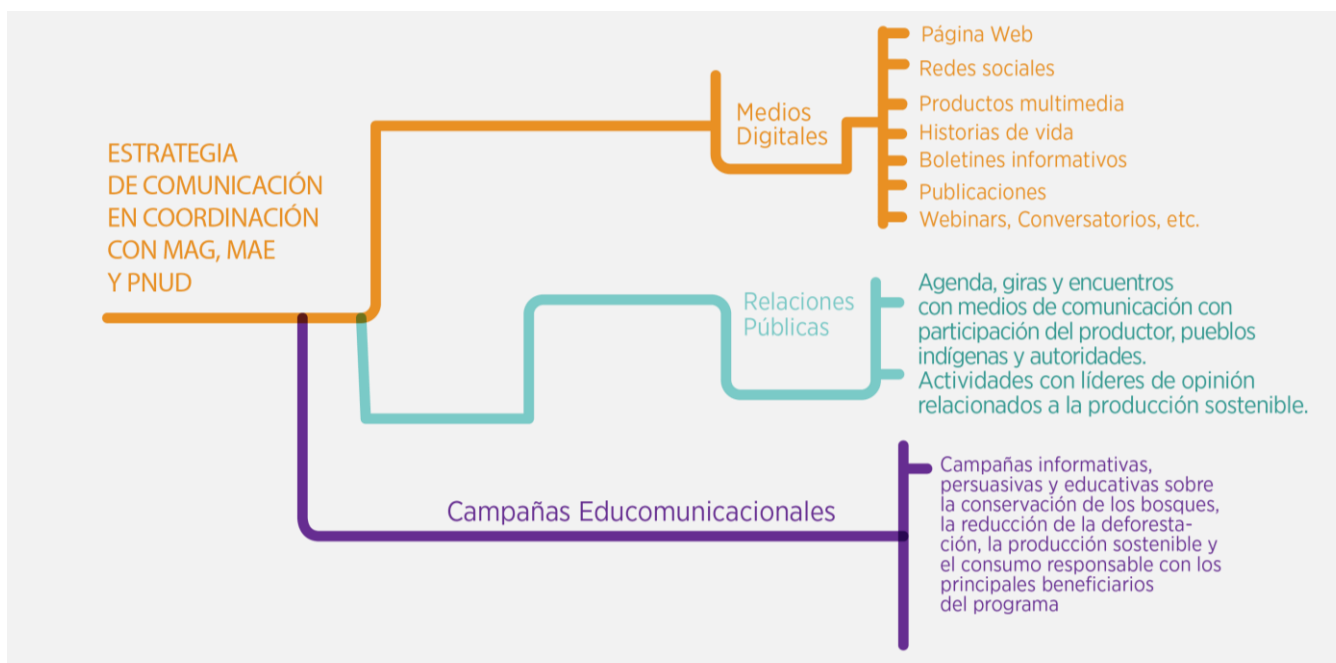 ESTRATEGIA
DE COMUNICACIÓN
EN COORDINACIÓN
CON MAG, MAE
Y PNUD
Medios
Digitales
Página Web
Redes sociales
Productos multimedia
Historias de vida
Boletines informativos
Publicaciones
Webinars, Conversatorios, etc.
Relaciones
Públicas
Agenda, giras y encuentros
con medios de comunicación con
participación del productor, pueblos
indígenas y autoridades.
Actividades con líderes de opinión
relacionados a la producción sostenible.
Campañas Educomunicacionales
Campañas informativas,
persuasivas y educativas sobre
la conservación de los bosques,
la reducción de la deforesta-
ción, la producción sostenible y
el consumo responsable con los
principales beneficiarios
del programa